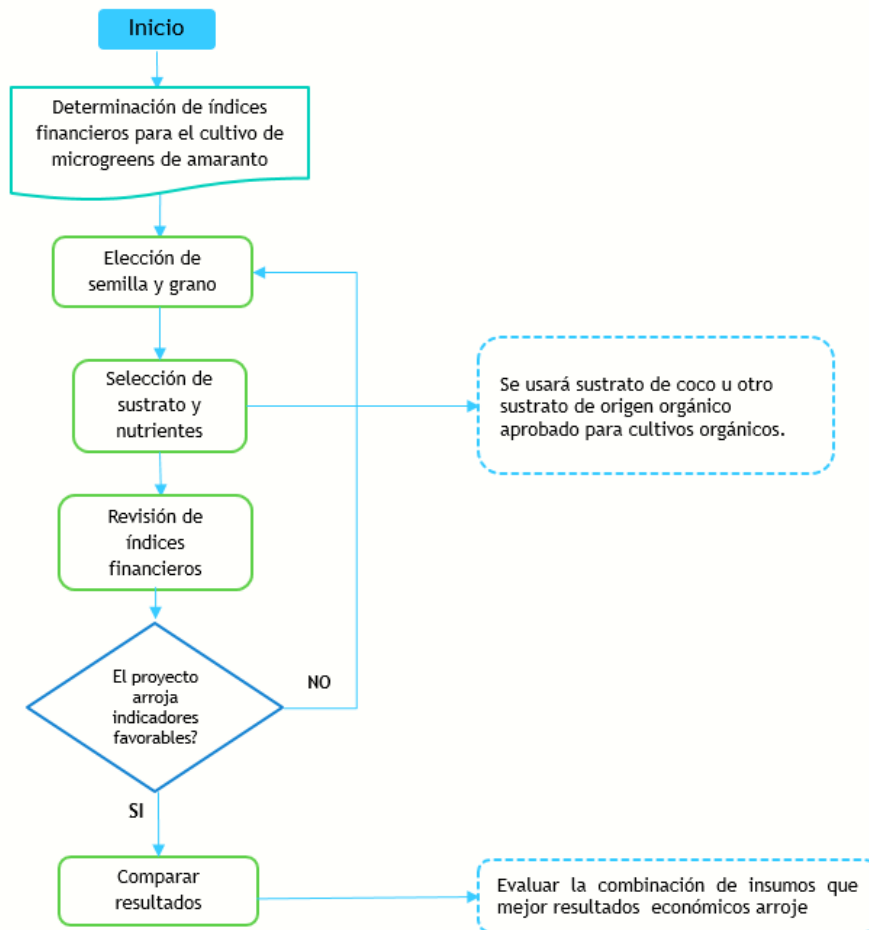 Inicio
Determinación de índices
financieros para el cultivo de
microgreens de amaranto
Elección de
semilla y grano
Selección de
sustrato y
nutrientes
Se usará sustrato de coco u otro
sustrato de origen orgánico
aprobado para cultivos orgánicos.
Revisión de
índices
financieros
El proyecto
arroja
indicadores
favorables?
NO
SI
Comparar
resultados
Evaluar la combinación de insumos que
mejor resultados económicos arroje